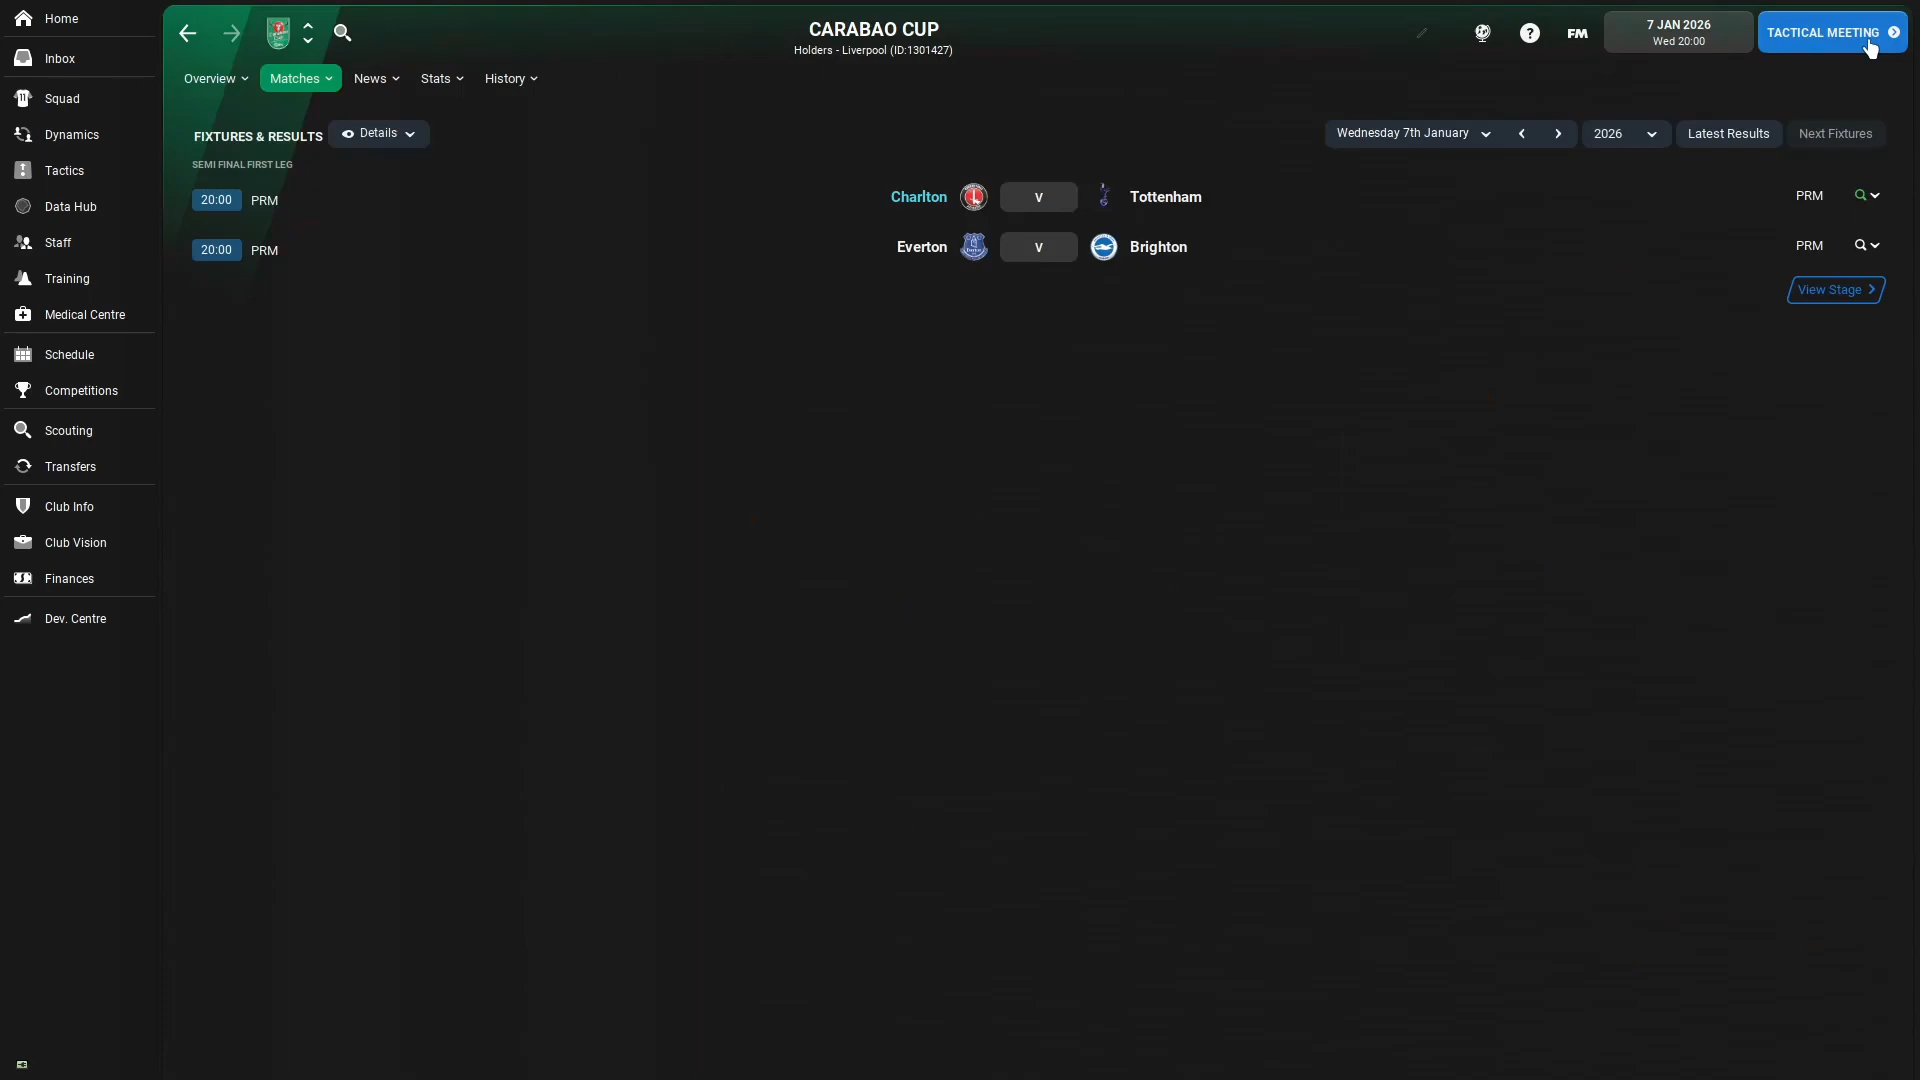 Home
Inbox
Squad
Dynamics
Tactics
Data Hub
Staff
Training
Medical Centre
Schedule
Competitions
Scouting
Transfers
Club Info
Club Vision
Finances
Dev. Centre
CARABAO CUP
Holders - Liverpool (ID:1301427)
FM
7 JAN 2026
Wed 20:00
TACTICAL MEETING
Overview
Matches
News
Stats
History
FIXTURES & RESULTS
Details
Wednesday 7th January
2026
Latest Results
Next Fixtures
SEMI FINAL FIRST LEG
20:00 PRM Charlton v Tottenham PRM
20:00 PRM Everton v Brighton PRM
View Stage